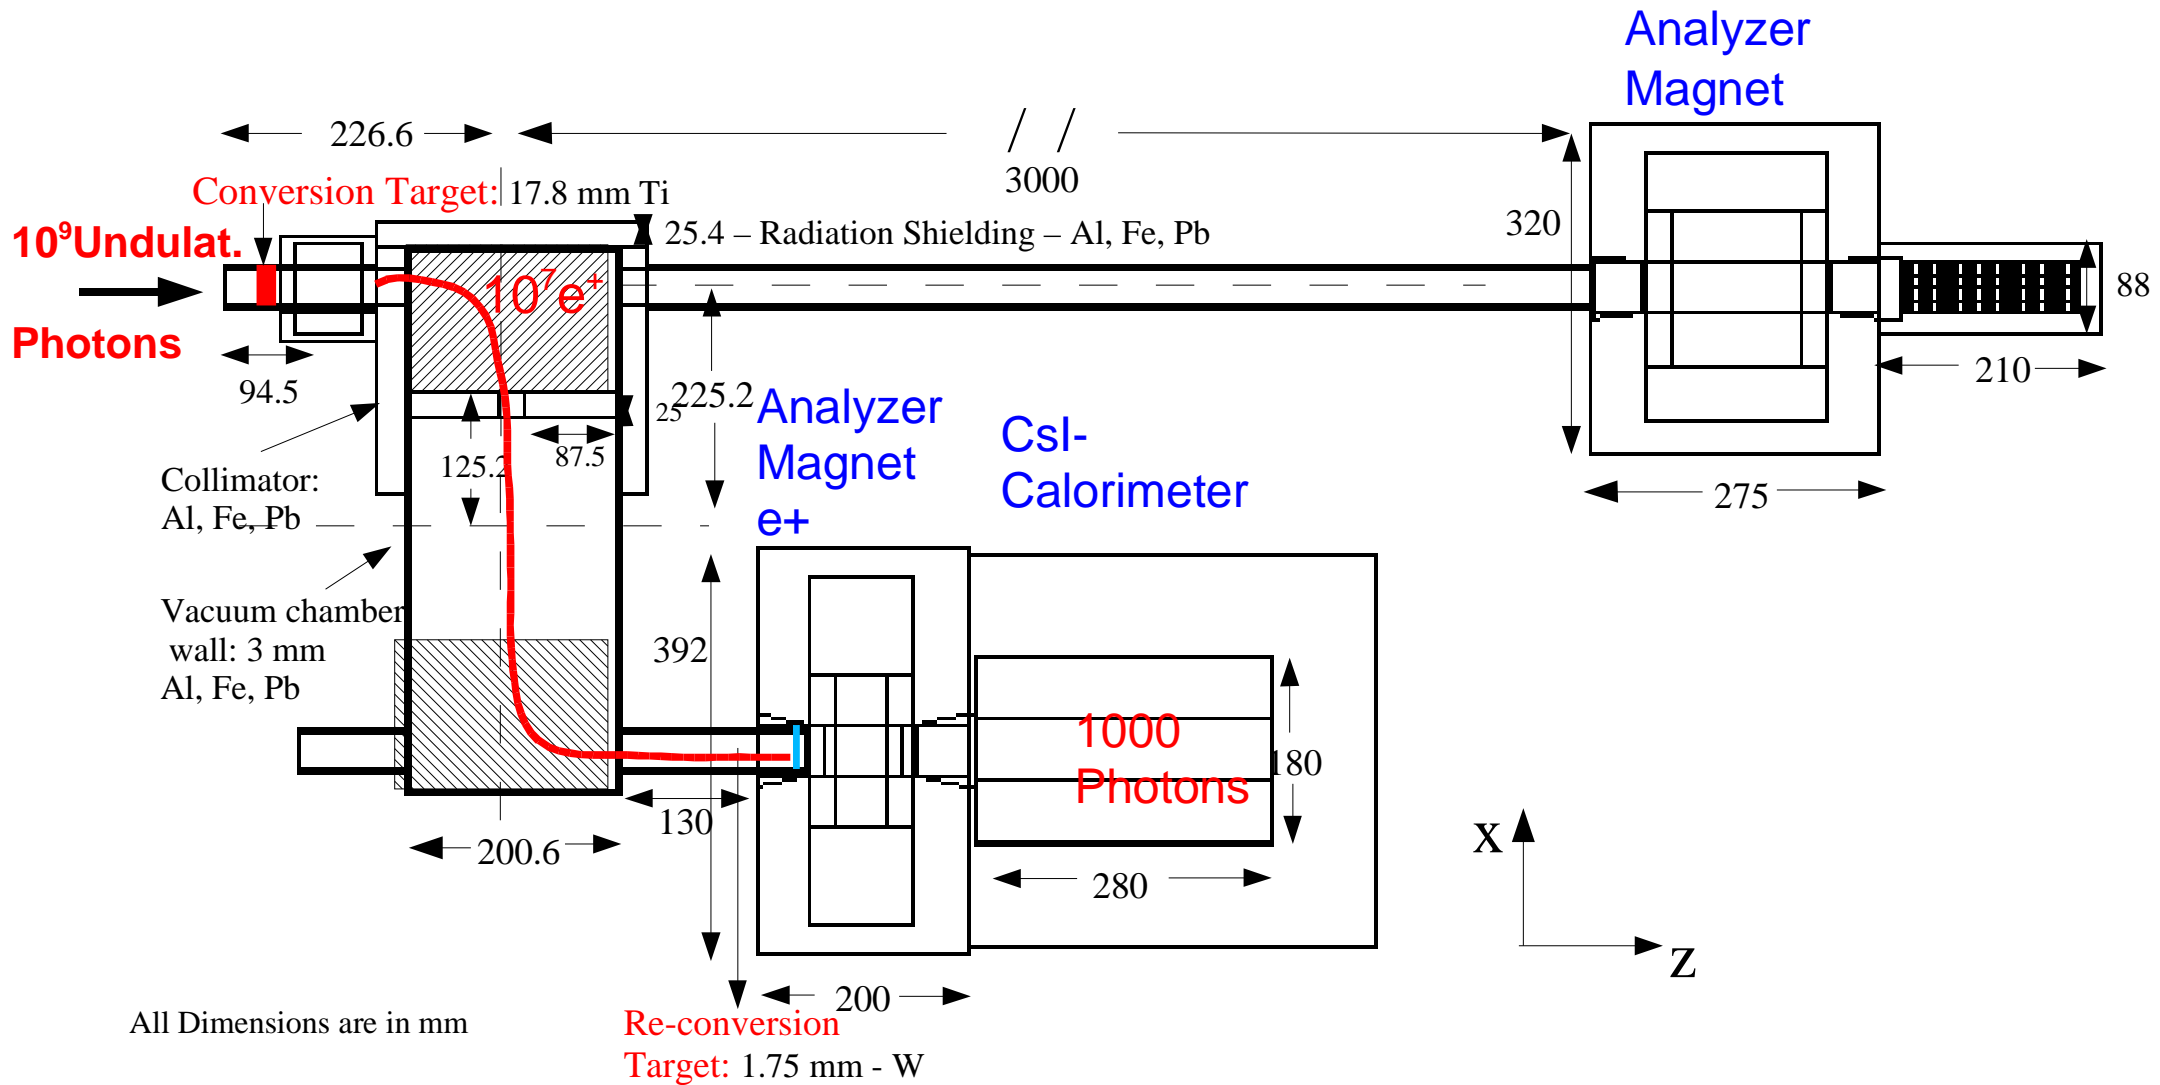 Analyzer
Magnet
226.6
/ /
3000
Conversion Target: 17.8 mm Ti
320
10⁹Undulat.
25.4 – Radiation Shielding – Al, Fe, Pb
10⁷e⁺
88
Photons
94.5
225.2
25
210
Analyzer
Magnet
e+
CsI-
Calorimeter
125.2
87.5
Collimator:
Al, Fe, Pb
275
Vacuum chamber
wall: 3 mm
Al, Fe, Pb
392
1000
Photons
180
130
200.6
280
X
Z
200
All Dimensions are in mm
Re-conversion
Target: 1.75 mm - W